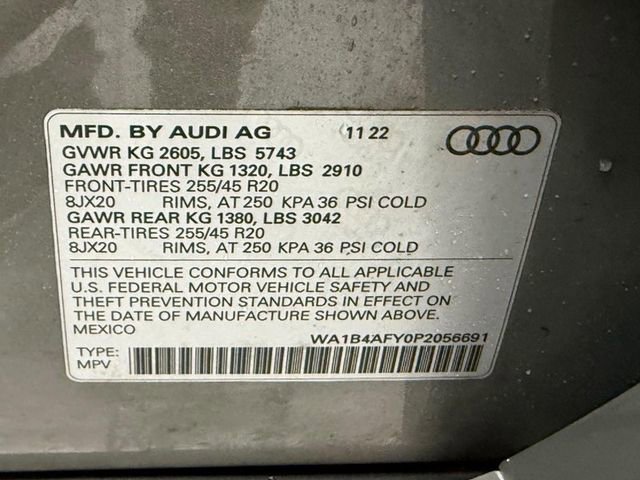 MFD. BY AUDI AG 11 22
GVWR KG 2605, LBS 5743
GAWR FRONT KG 1320, LBS 2910
FRONT-TIRES 255/45 R20
8JX20 RIMS, AT 250 KPA 36 PSI COLD
GAWR REAR KG 1380, LBS 3042
REAR-TIRES 255/45 R20
8JX20 RIMS, AT 250 KPA 36 PSI COLD
THIS VEHICLE CONFORMS TO ALL APPLICABLE
U.S. FEDERAL MOTOR VEHICLE SAFETY AND
THEFT PREVENTION STANDARDS IN EFFECT ON
THE DATE OF MANUFACTURE SHOWN ABOVE.
MEXICO WA1B4AFY0P2056691
TYPE:
MPV